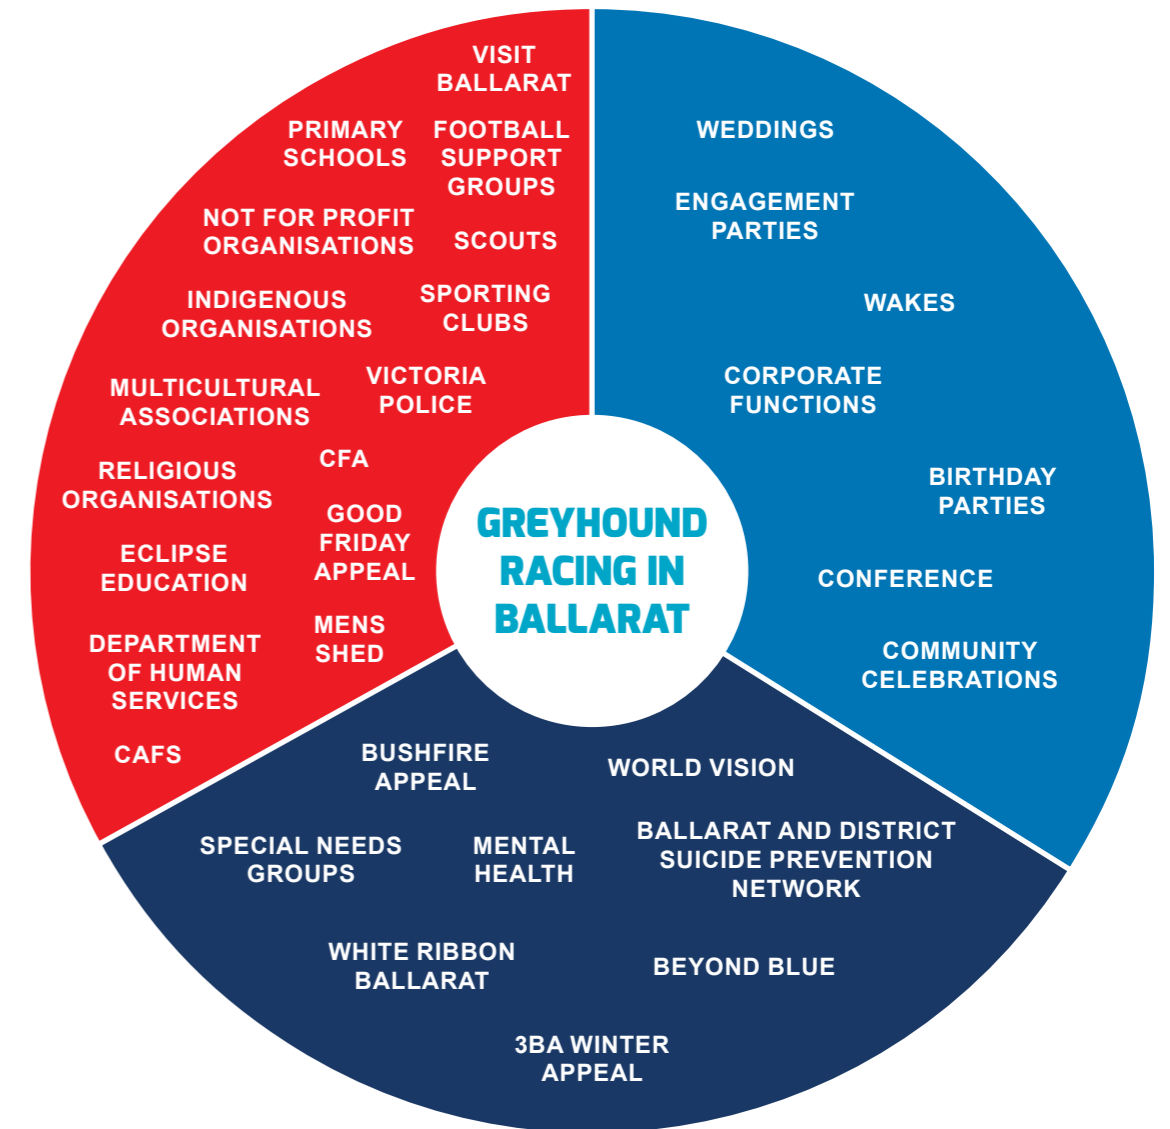 VISIT
BALLARAT
PRIMARY
SCHOOLS
FOOTBALL
SUPPORT
GROUPS
NOT FOR PROFIT
ORGANISATIONS
SCOUTS
INDIGENOUS
ORGANISATIONS
SPORTING
CLUBS
MULTICULTURAL
ASSOCIATIONS
VICTORIA
POLICE
RELIGIOUS
ORGANISATIONS
CFA
GOOD
FRIDAY
APPEAL
ECLIPSE
EDUCATION
MENS
SHED
DEPARTMENT
OF HUMAN
SERVICES
CAFS
WEDDINGS
ENGAGEMENT
PARTIES
WAKES
CORPORATE
FUNCTIONS
BIRTHDAY
PARTIES
CONFERENCE
COMMUNITY
CELEBRATIONS
GREYHOUND
RACING IN
BALLARAT
BUSHFIRE
APPEAL
WORLD VISION
SPECIAL NEEDS
GROUPS
MENTAL
HEALTH
BALLARAT AND DISTRICT
SUICIDE PREVENTION
NETWORK
WHITE RIBBON
BALLARAT
BEYOND BLUE
3BA WINTER
APPEAL